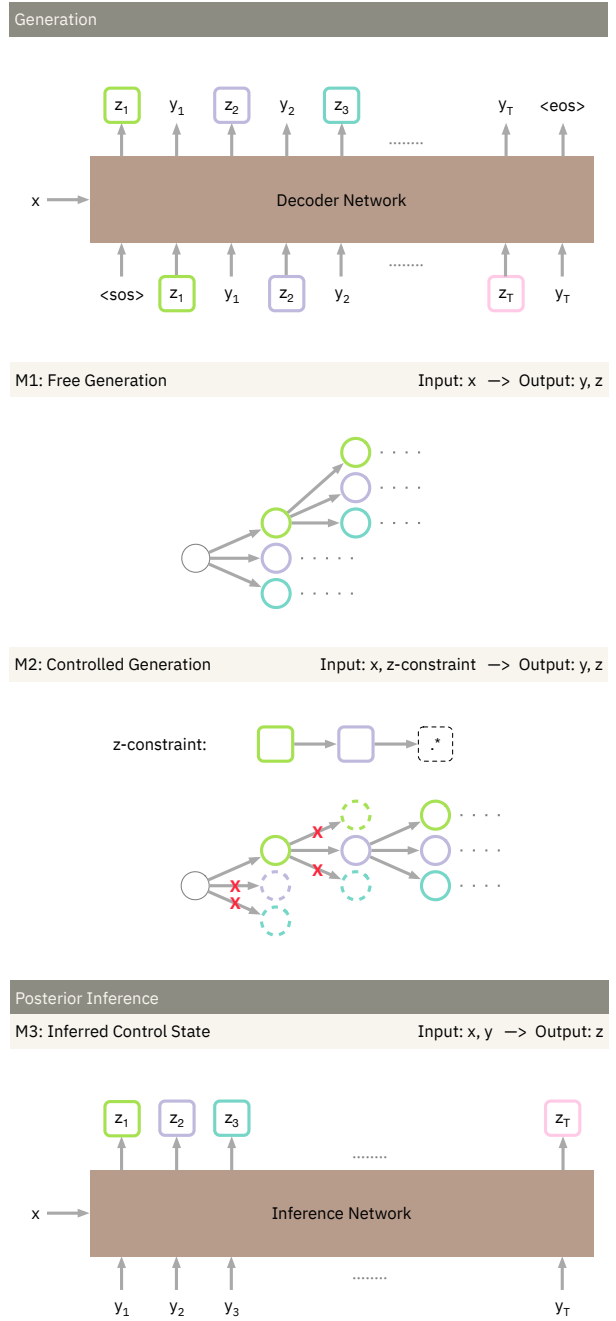 Generation
z1 y1 z2 y2 z3 ........ yT <eos>
x Decoder Network
<sos> z1 y1 z2 y2 ........ zT yT
M1: Free Generation Input: x —> Output: y, z
M2: Controlled Generation Input: x, z-constraint —> Output: y, z
z-constraint: .*
X
X
X
X
Posterior Inference
M3: Inferred Control State Input: x, y —> Output: z
z1 z2 z3 ........ zT
x Inference Network
y1 y2 y3 ........ yT